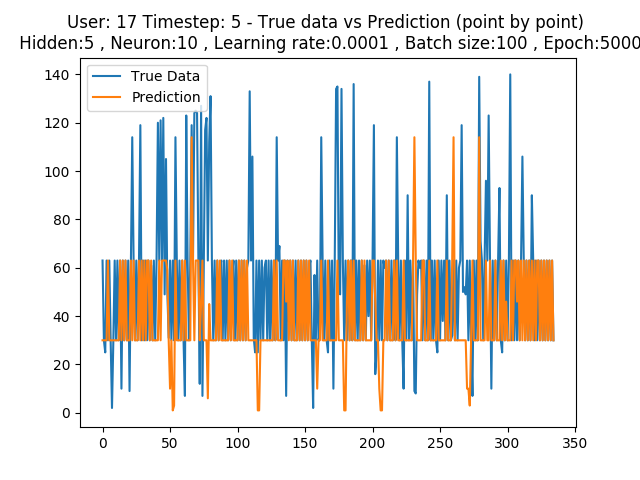 User: 17 Timestep: 5 - True data vs Prediction (point by point)
Hidden:5 , Neuron:10 , Learning rate:0.0001 , Batch size:100 , Epoch:5000
True Data
Prediction
140
120
100
80
60
40
20
0
0 50 100 150 200 250 300 350